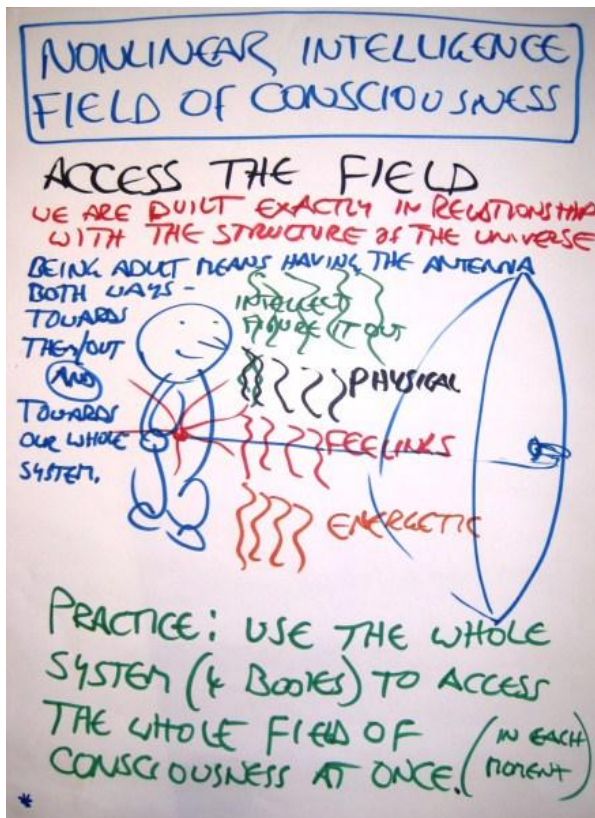 NONLINEAR INTELLIGENCE
FIELD OF CONSCIOUSNESS
ACCESS THE FIELD
WE ARE BUILT EXACTLY IN RELATIONSHIP
WITH THE STRUCTURE OF THE UNIVERSE
BEING ADULT MEANS HAVING THE ANTENNA
BOTH WAYS -
TOWARDS
THEM/OUT
AND
TOWARDS
OUR WHOLE
SYSTEM.
INTELLECT
FIGURE IT OUT
PHYSICAL
FEELINKS
ENERGETIC
PRACTICE: USE THE WHOLE
SYSTEM (4 BODIES) TO ACCESS
THE WHOLE FIELD OF
CONSCIOUSNESS AT ONCE. (IN EACH
MOMENT)